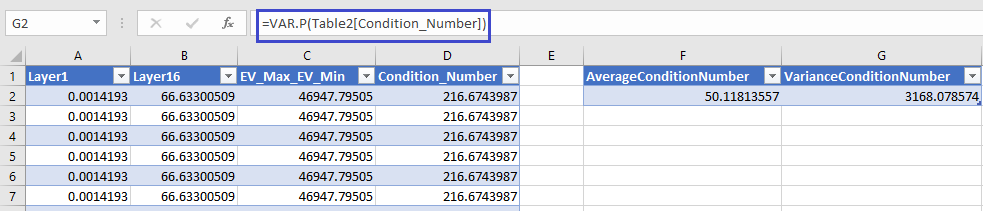 G2 fx =VAR.P(Table2[Condition_Number])
A B C D E F G
1 Layer1 Layer16 EV_Max_EV_Min Condition_Number AverageConditionNumber VarianceConditionNumber
2 0.0014193 66.63300509 46947.79505 216.6743987 50.11813557 3168.078574
3 0.0014193 66.63300509 46947.79505 216.6743987
4 0.0014193 66.63300509 46947.79505 216.6743987
5 0.0014193 66.63300509 46947.79505 216.6743987
6 0.0014193 66.63300509 46947.79505 216.6743987
7 0.0014193 66.63300509 46947.79505 216.6743987